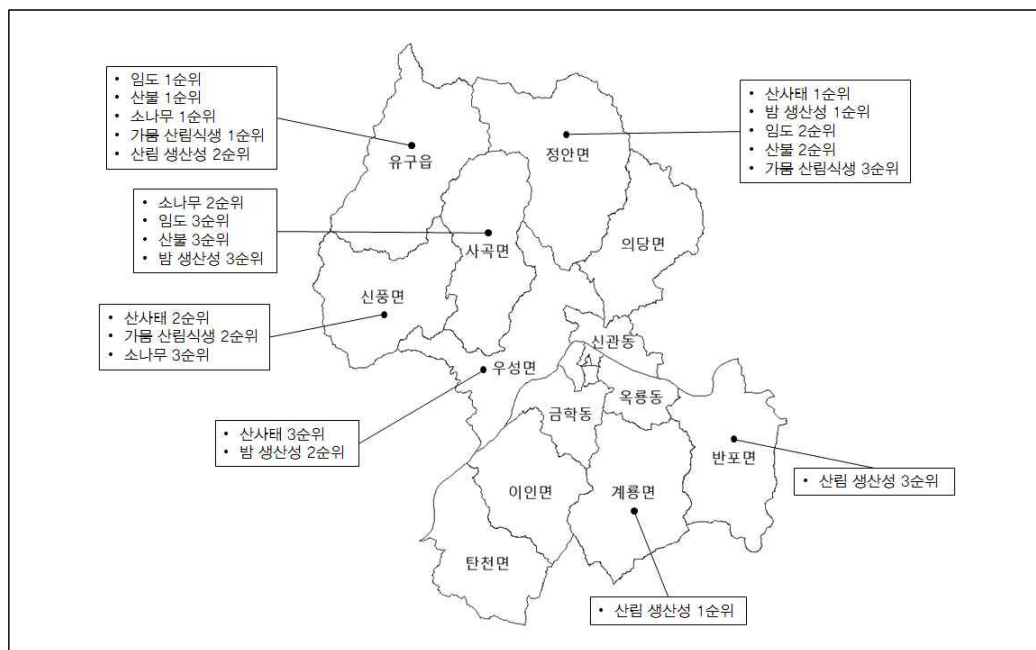 • 임도 1순위
• 산불 1순위
• 소나무 1순위
• 가뭄 산림식생 1순위
• 산림 생산성 2순위
• 산사태 1순위
• 밤 생산성 1순위
• 임도 2순위
• 산불 2순위
• 가뭄 산림식생 3순위
유구읍
정안면
• 소나무 2순위
• 임도 3순위
• 산불 3순위
• 밤 생산성 3순위
사곡면
의당면
신풍면
• 산사태 2순위
• 가뭄 산림식생 2순위
• 소나무 3순위
신관동
우성면
옥룡동
금학동
• 산사태 3순위
• 밤 생산성 2순위
반포면
• 산림 생산성 3순위
이인면
계룡면
탄천면
• 산림 생산성 1순위